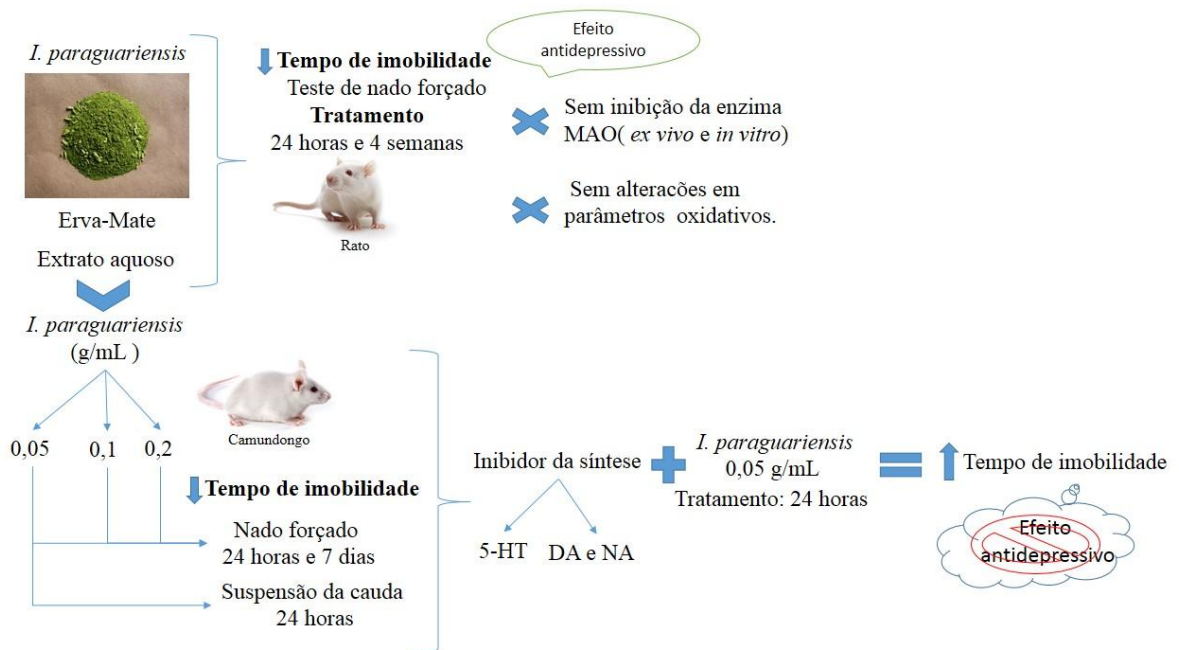 I. paraguariensis
Erva-Mate
Extrato aquoso
Tempo de imobilidade
Teste de nado forçado
Tratamento
24 horas e 4 semanas
Rato
Efeito
antidepressivo
Sem inibição da enzima
MAO( ex vivo e in vitro)
Sem alteracões em
parâmetros oxidativos.
I. paraguariensis
(g/mL )
0,05
0,1
0,2
Camundongo
Tempo de imobilidade
Nado forçado
24 horas e 7 dias
Suspensão da cauda
24 horas
Inibidor da síntese
5-HT
DA e NA
I. paraguariensis
0,05 g/mL
Tratamento: 24 horas
Tempo de imobilidade
Efeito
antidepressivo